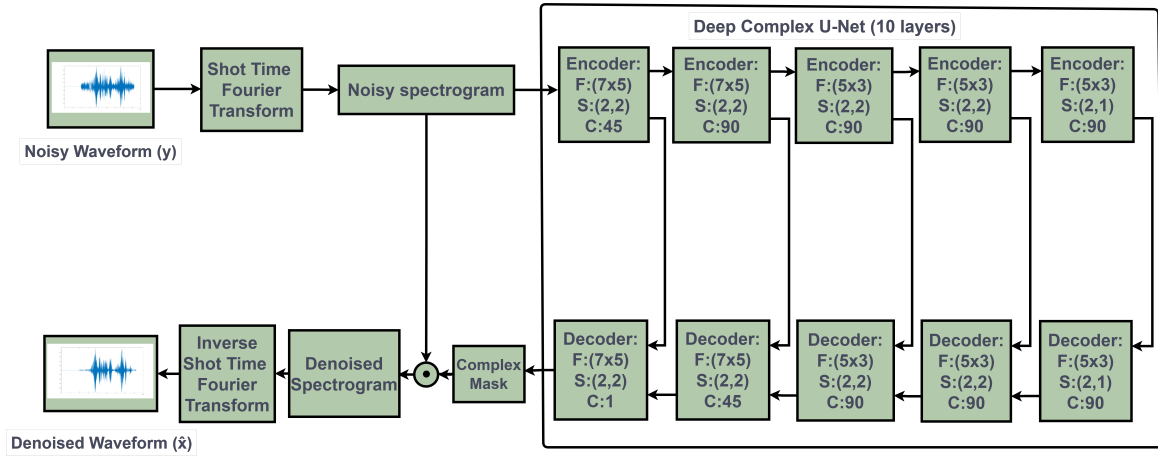 Deep Complex U-Net (10 layers)
Noisy Waveform (y)
Shot Time
Fourier
Transform
Noisy spectrogram
Encoder:
F:(7x5)
S:(2,2)
C:45
Encoder:
F:(7x5)
S:(2,2)
C:90
Encoder:
F:(5x3)
S:(2,2)
C:90
Encoder:
F:(5x3)
S:(2,2)
C:90
Encoder:
F:(5x3)
S:(2,1)
C:90
Denoised Waveform (x̂)
Inverse
Shot Time
Fourier
Transform
Denoised
Spectrogram
Complex
Mask
Decoder:
F:(7x5)
S:(2,2)
C:1
Decoder:
F:(7x5)
S:(2,2)
C:45
Decoder:
F:(5x3)
S:(2,2)
C:90
Decoder:
F:(5x3)
S:(2,2)
C:90
Decoder:
F:(5x3)
S:(2,1)
C:90